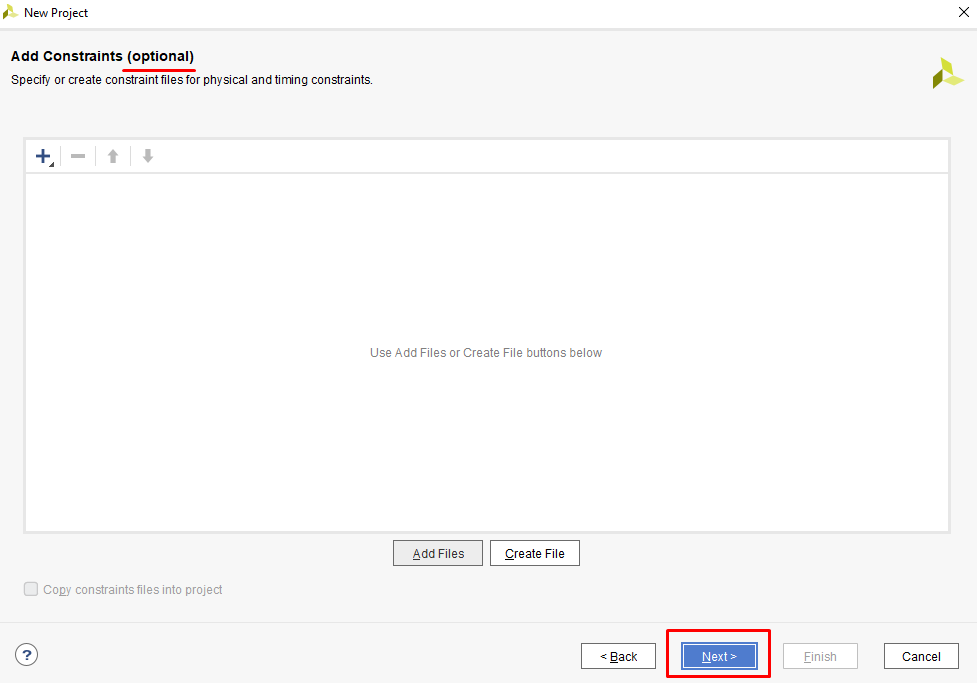 New Project
Add Constraints (optional)
Specify or create constraint files for physical and timing constraints.
Use Add Files or Create File buttons below
Add Files
Create File
Copy constraints files into project
?
< Back
Next >
Finish
Cancel